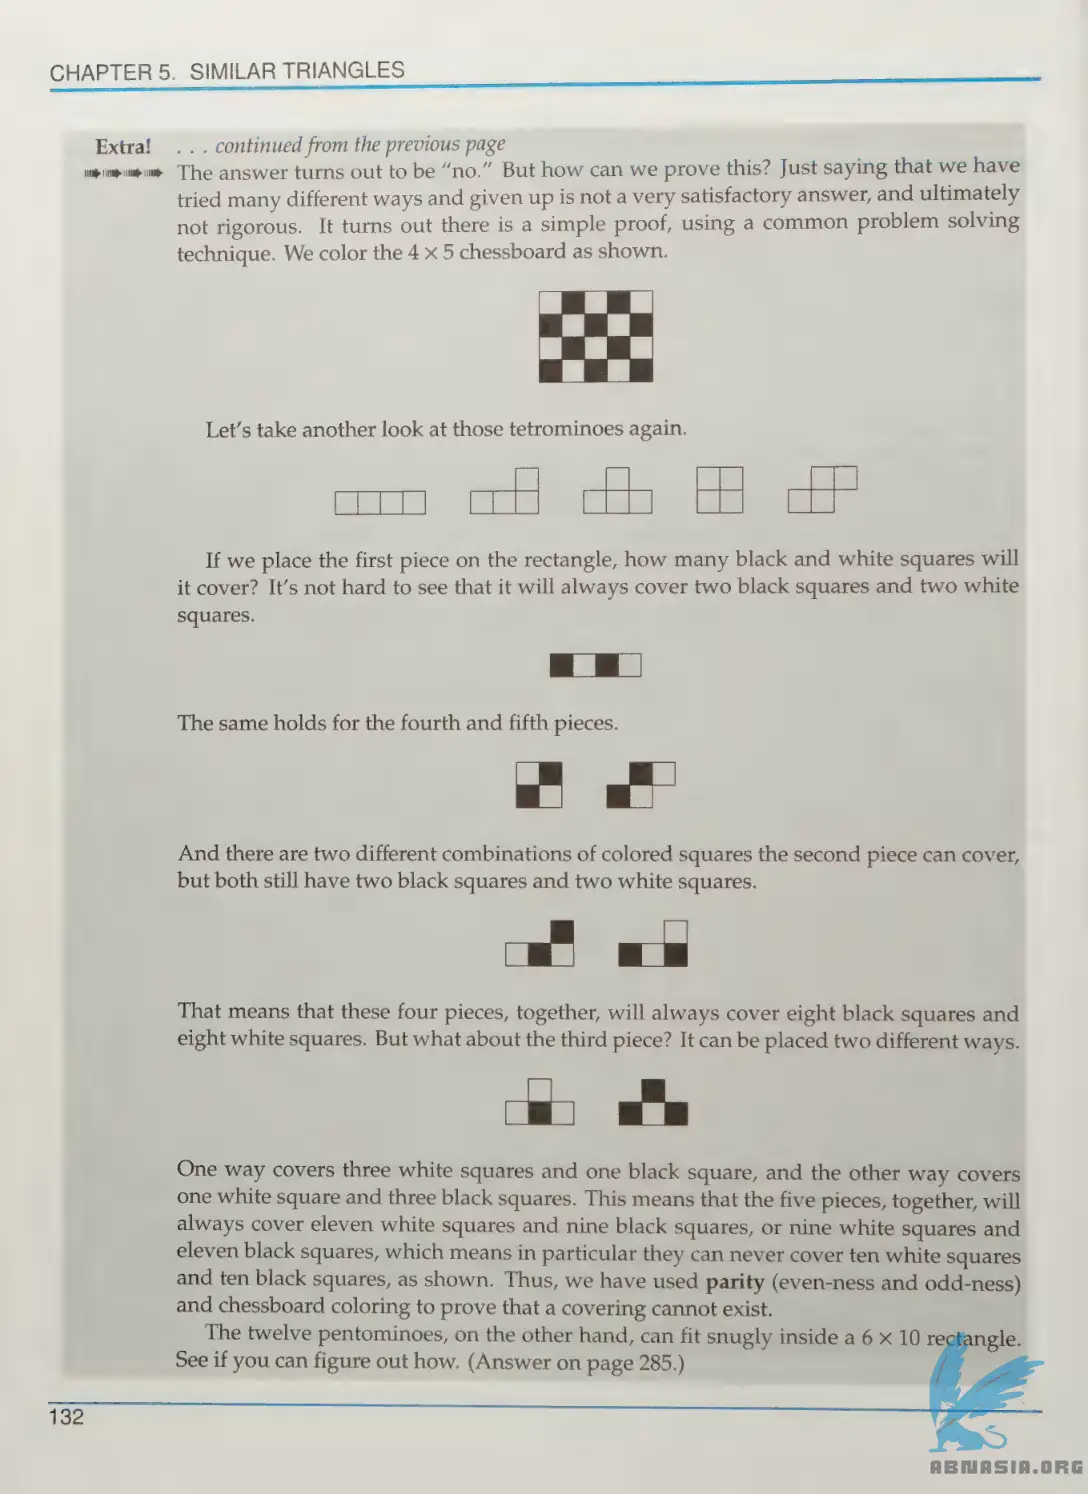 CHAPTER 5. SIMILAR TRIANGLES
Extra! . . . continued from the previous page
The answer turns out to be "no." But how can we prove this? Just saying that we have
tried many different ways and given up is not a very satisfactory answer, and ultimately
not rigorous. It turns out there is a simple proof, using a common problem solving
technique. We color the 4 × 5 chessboard as shown.
Let's take another look at those tetrominoes again.
If we place the first piece on the rectangle, how many black and white squares will
it cover? It's not hard to see that it will always cover two black squares and two white
squares.
The same holds for the fourth and fifth pieces.
And there are two different combinations of colored squares the second piece can cover,
but both still have two black squares and two white squares.
That means that these four pieces, together, will always cover eight black squares and
eight white squares. But what about the third piece? It can be placed two different ways.
One way covers three white squares and one black square, and the other way covers
one white square and three black squares. This means that the five pieces, together, will
always cover eleven white squares and nine black squares, or nine white squares and
eleven black squares, which means in particular they can never cover ten white squares
and ten black squares, as shown. Thus, we have used parity (even-ness and odd-ness)
and chessboard coloring to prove that a covering cannot exist.
The twelve pentominoes, on the other hand, can fit snugly inside a 6 × 10 rectangle.
See if you can figure out how. (Answer on page 285.)
132
ABMASIA.ORG